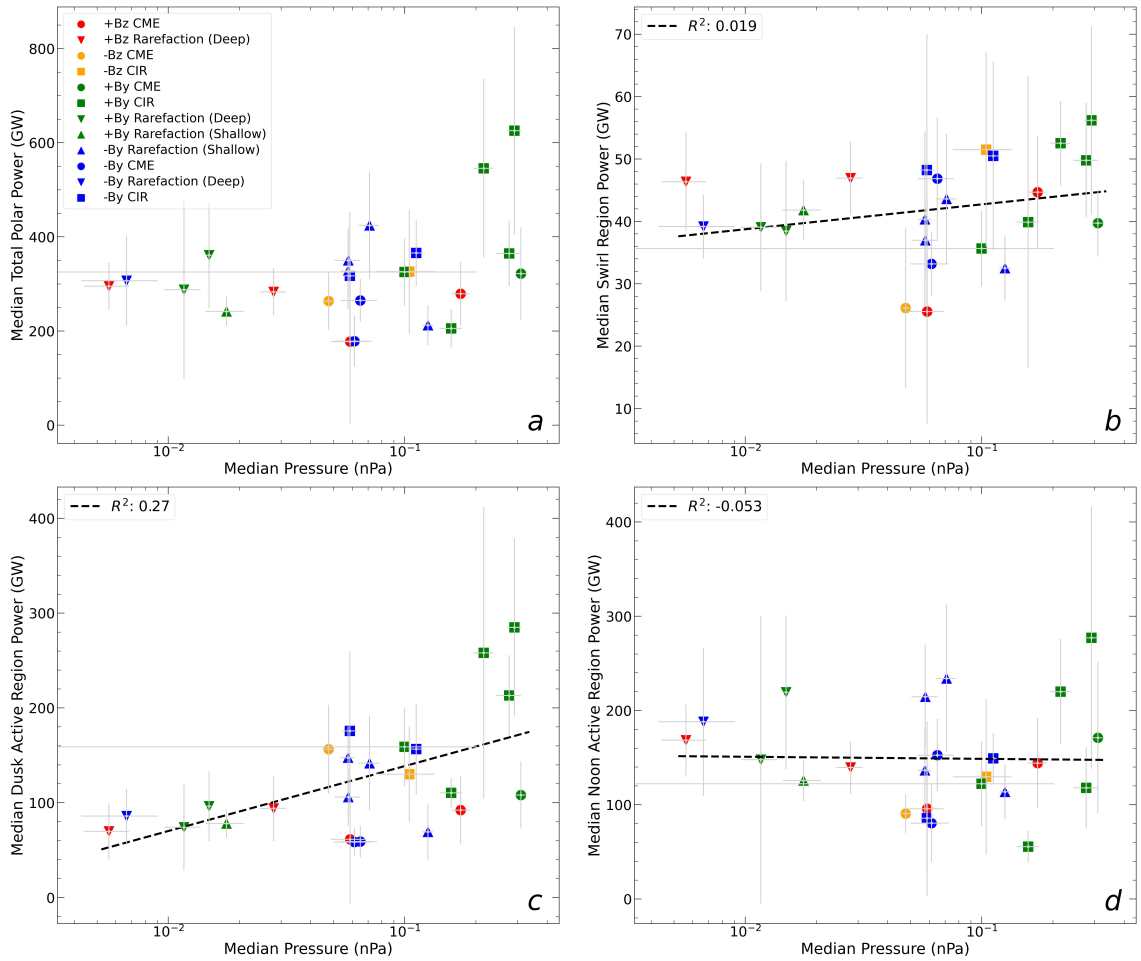 800
600
400
200
0
Median Total Polar Power (GW)
+Bz CME
+Bz Rarefaction (Deep)
-Bz CME
-Bz CIR
+By CME
+By CIR
+By Rarefaction (Deep)
+By Rarefaction (Shallow)
-By Rarefaction (Shallow)
-By CME
-By Rarefaction (Deep)
-By CIR
a
10⁻² 10⁻¹
Median Pressure (nPa)
70
60
50
40
30
20
10
Median Swirl Region Power (GW)
R²: 0.019
b
10⁻² 10⁻¹
Median Pressure (nPa)
400
300
200
100
0
Median Dusk Active Region Power (GW)
R²: 0.27
c
10⁻² 10⁻¹
Median Pressure (nPa)
400
300
200
100
0
Median Noon Active Region Power (GW)
R²: -0.053
d
10⁻² 10⁻¹
Median Pressure (nPa)